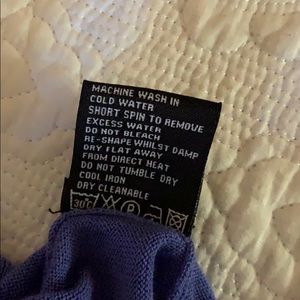 MACHINE WASH IN
COLD WATER
SHORT SPIN TO REMOVE
EXCESS WATER
DO NOT BLEACH
RE-SHAPE WHILST DAMP
DRY FLAT AWAY
FROM DIRECT HEAT
DO NOT TUMBLE DRY
COOL IRON
DRY CLEANABLE
30°C P